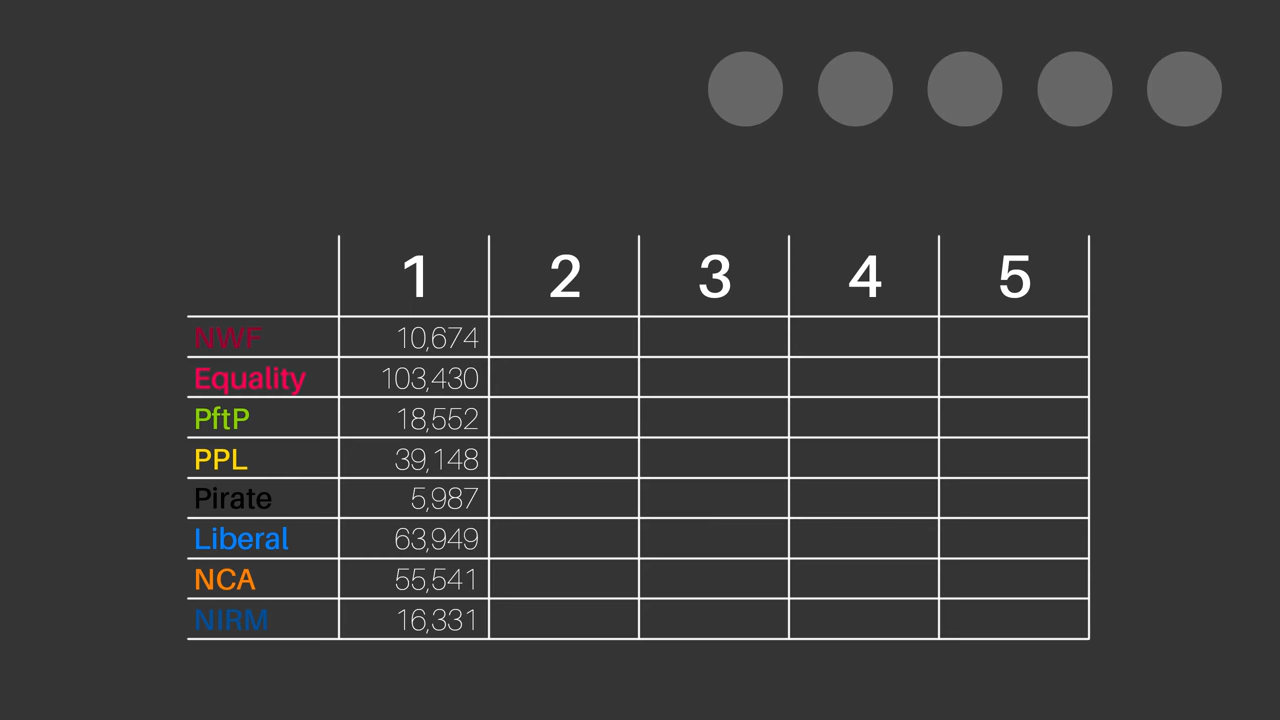 1 2 3 4 5
NWF 10,674
Equality 103,430
PftP 18,552
PPL 39,148
Pirate 5,987
Liberal 63,949
NCA 55,541
NIRM 16,331